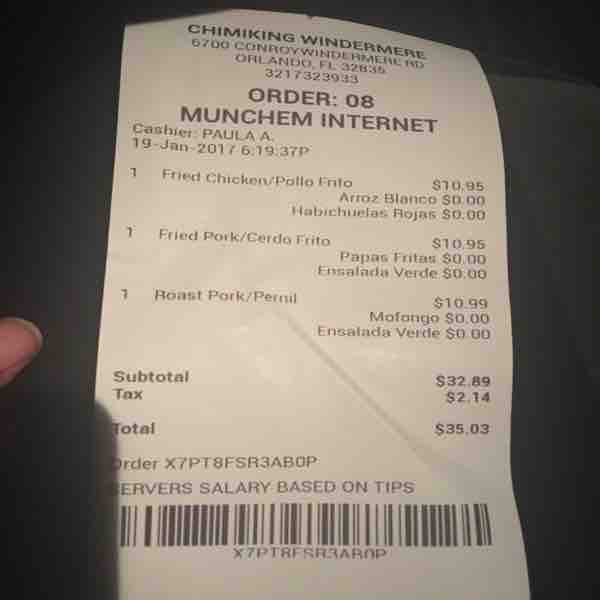 CHIMIKING WINDERMERE
6700 CONROYWINDERMERE RD
ORLANDO, FL 32835
3217323933
ORDER: 08
MUNCHEM INTERNET
Cashier: PAULA A.
19-Jan-2017 6:19:37P
1 Fried Chicken/Pollo Frito $10.95
Arroz Blanco $0.00
Habichuelas Rojas $0.00
1 Fried Pork/Cerdo Frito $10.95
Papas Fritas $0.00
Ensalada Verde $0.00
1 Roast Pork/Pernil $10.99
Mofongo $0.00
Ensalada Verde $0.00
Subtotal $32.89
Tax $2.14
Total $35.03
Order X7PT8FSR3AB0P
SERVERS SALARY BASED ON TIPS
X7PT8FSR3AB0P